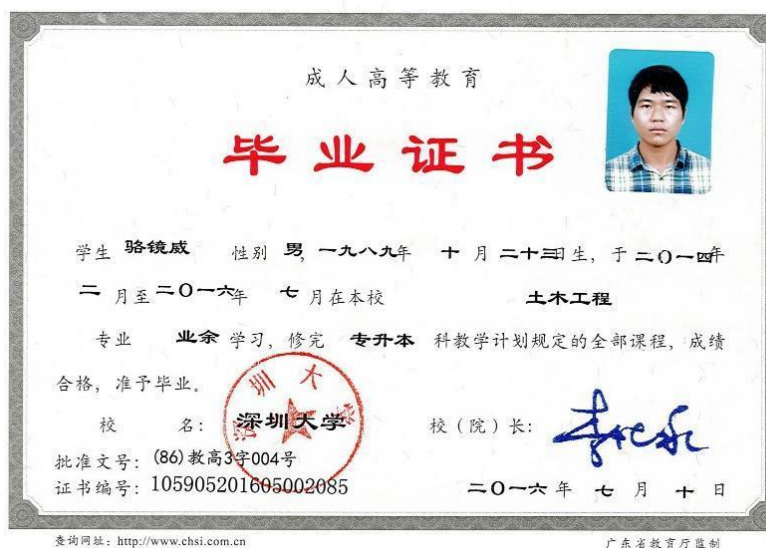 成人高等教育
毕业证书
学生 骆镜威 性别 男, 一九八九年 十月二十三日生, 于二〇一四年
二月至二〇一六年 七月在本校 土木工程
专业 业余 学习, 修完 专升本 科教学计划规定的全部课程, 成绩
合格, 准予毕业。
深圳大学
校 名: 深圳大学 校(院)长:
批准文号: (86)教高3字004号
证书编号: 105905201605002085 二〇一六年 七月十日
查询网址: http://www.chsi.com.cn 广东省教育厅监制